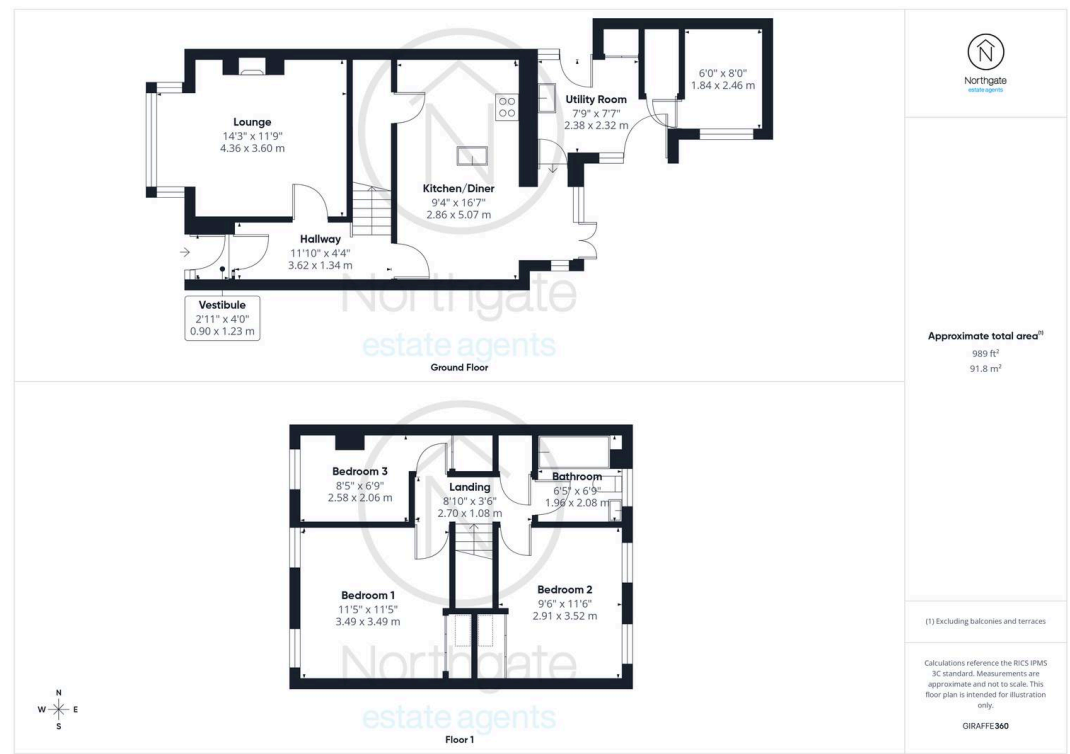 Lounge
14'3" x 11'9"
4.36 x 3.60 m
Hallway
11'10" x 4'4"
3.62 x 1.34 m
Vestibule
2'11" x 4'0"
0.90 x 1.23 m
Kitchen/Diner
9'4" x 16'7"
2.86 x 5.07 m
Utility Room
7'9" x 7'7"
2.38 x 2.32 m
6'0" x 8'0"
1.84 x 2.46 m
Northgate
estate agents
Ground Floor
Bedroom 3
8'5" x 6'9"
2.58 x 2.06 m
Landing
8'10" x 3'6"
2.70 x 1.08 m
Bathroom
6'5" x 6'9"
1.96 x 2.08 m
Bedroom 1
11'5" x 11'5"
3.49 x 3.49 m
Bedroom 2
9'6" x 11'6"
2.91 x 3.52 m
Northgate
estate agents
Floor 1
N
W E
S
Northgate
estate agents
Approximate total area(1)
989 ft²
91.8 m²
(1) Excluding balconies and terraces
Calculations reference the RICS IPMS
3C standard. Measurements are
approximate and not to scale. This
floor plan is intended for illustration
only.
GIRAFFE360